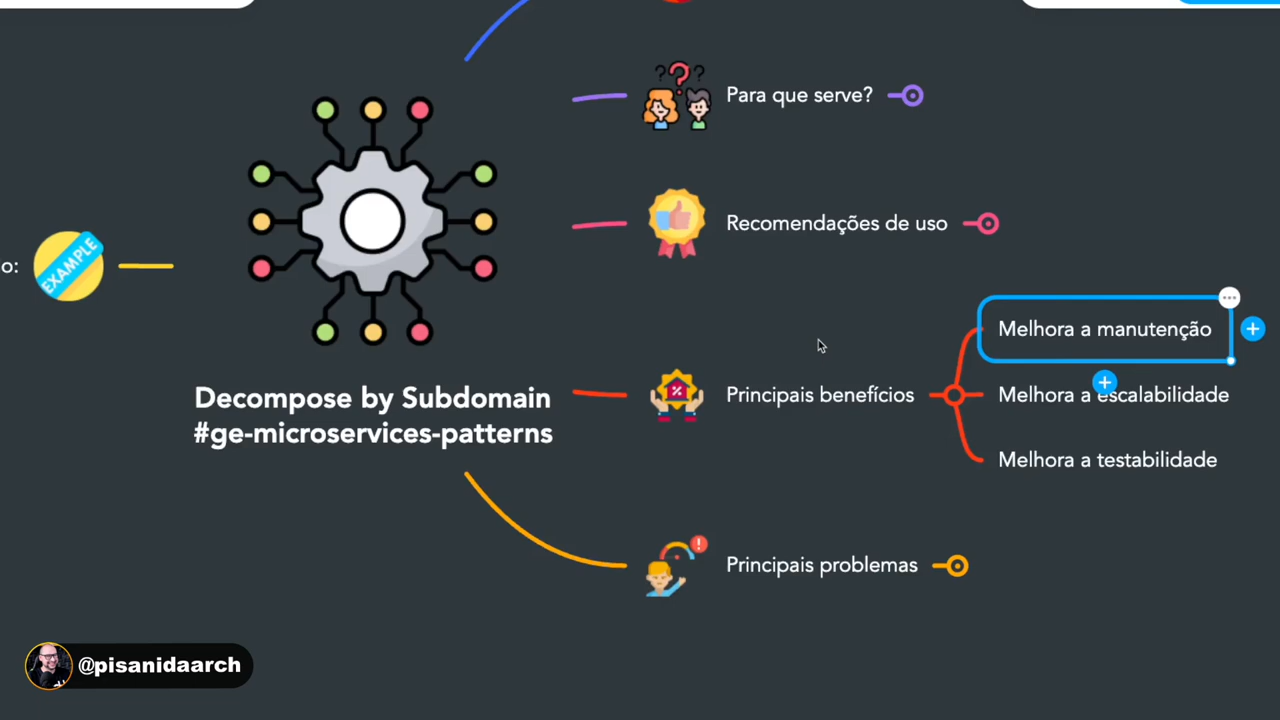 Para que serve?
Recomendações de uso
o:
EXAMPLE
Melhora a manutenção
Decompose by Subdomain
#ge-microservices-patterns
Principais benefícios
Melhora a escalabilidade
Melhora a testabilidade
Principais problemas
@pisanidaarch